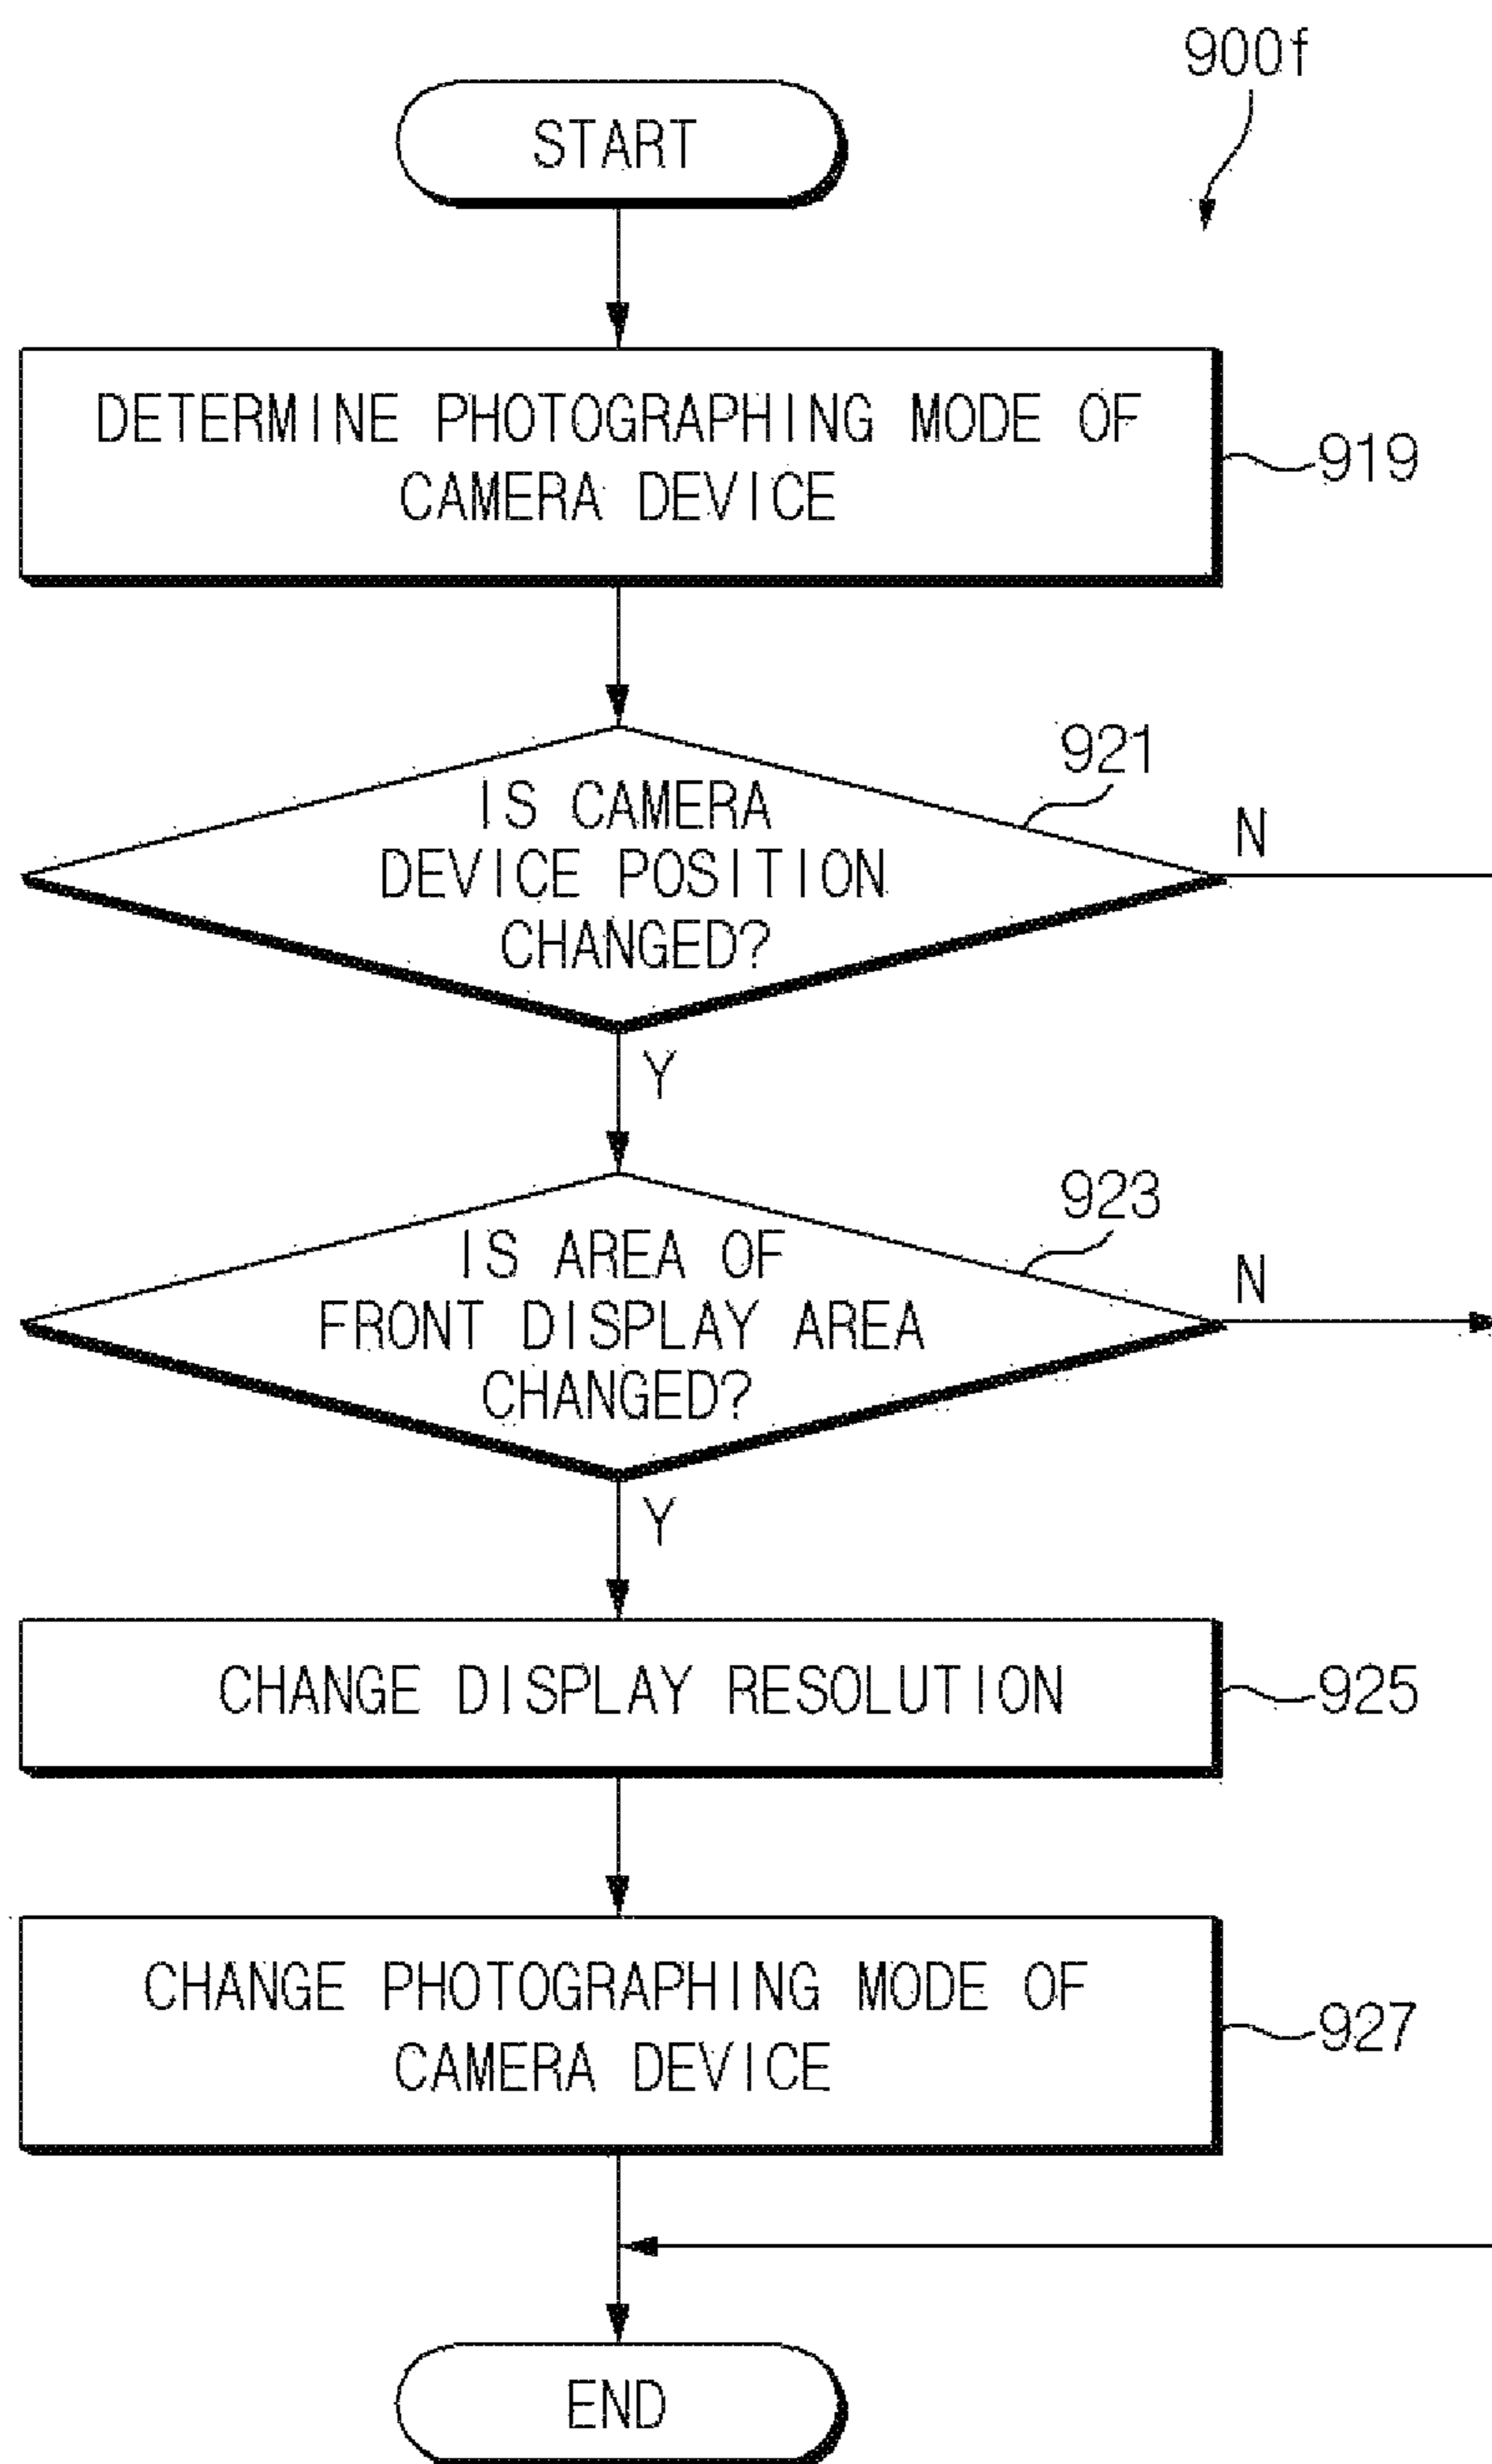 900f
START
DETERMINE PHOTOGRAPHING MODE OF
CAMERA DEVICE
919
921
IS CAMERA
DEVICE POSITION
CHANGED?
N
Y
923
IS AREA OF
FRONT DISPLAY AREA
CHANGED?
N
Y
CHANGE DISPLAY RESOLUTION
925
CHANGE PHOTOGRAPHING MODE OF
CAMERA DEVICE
927
END